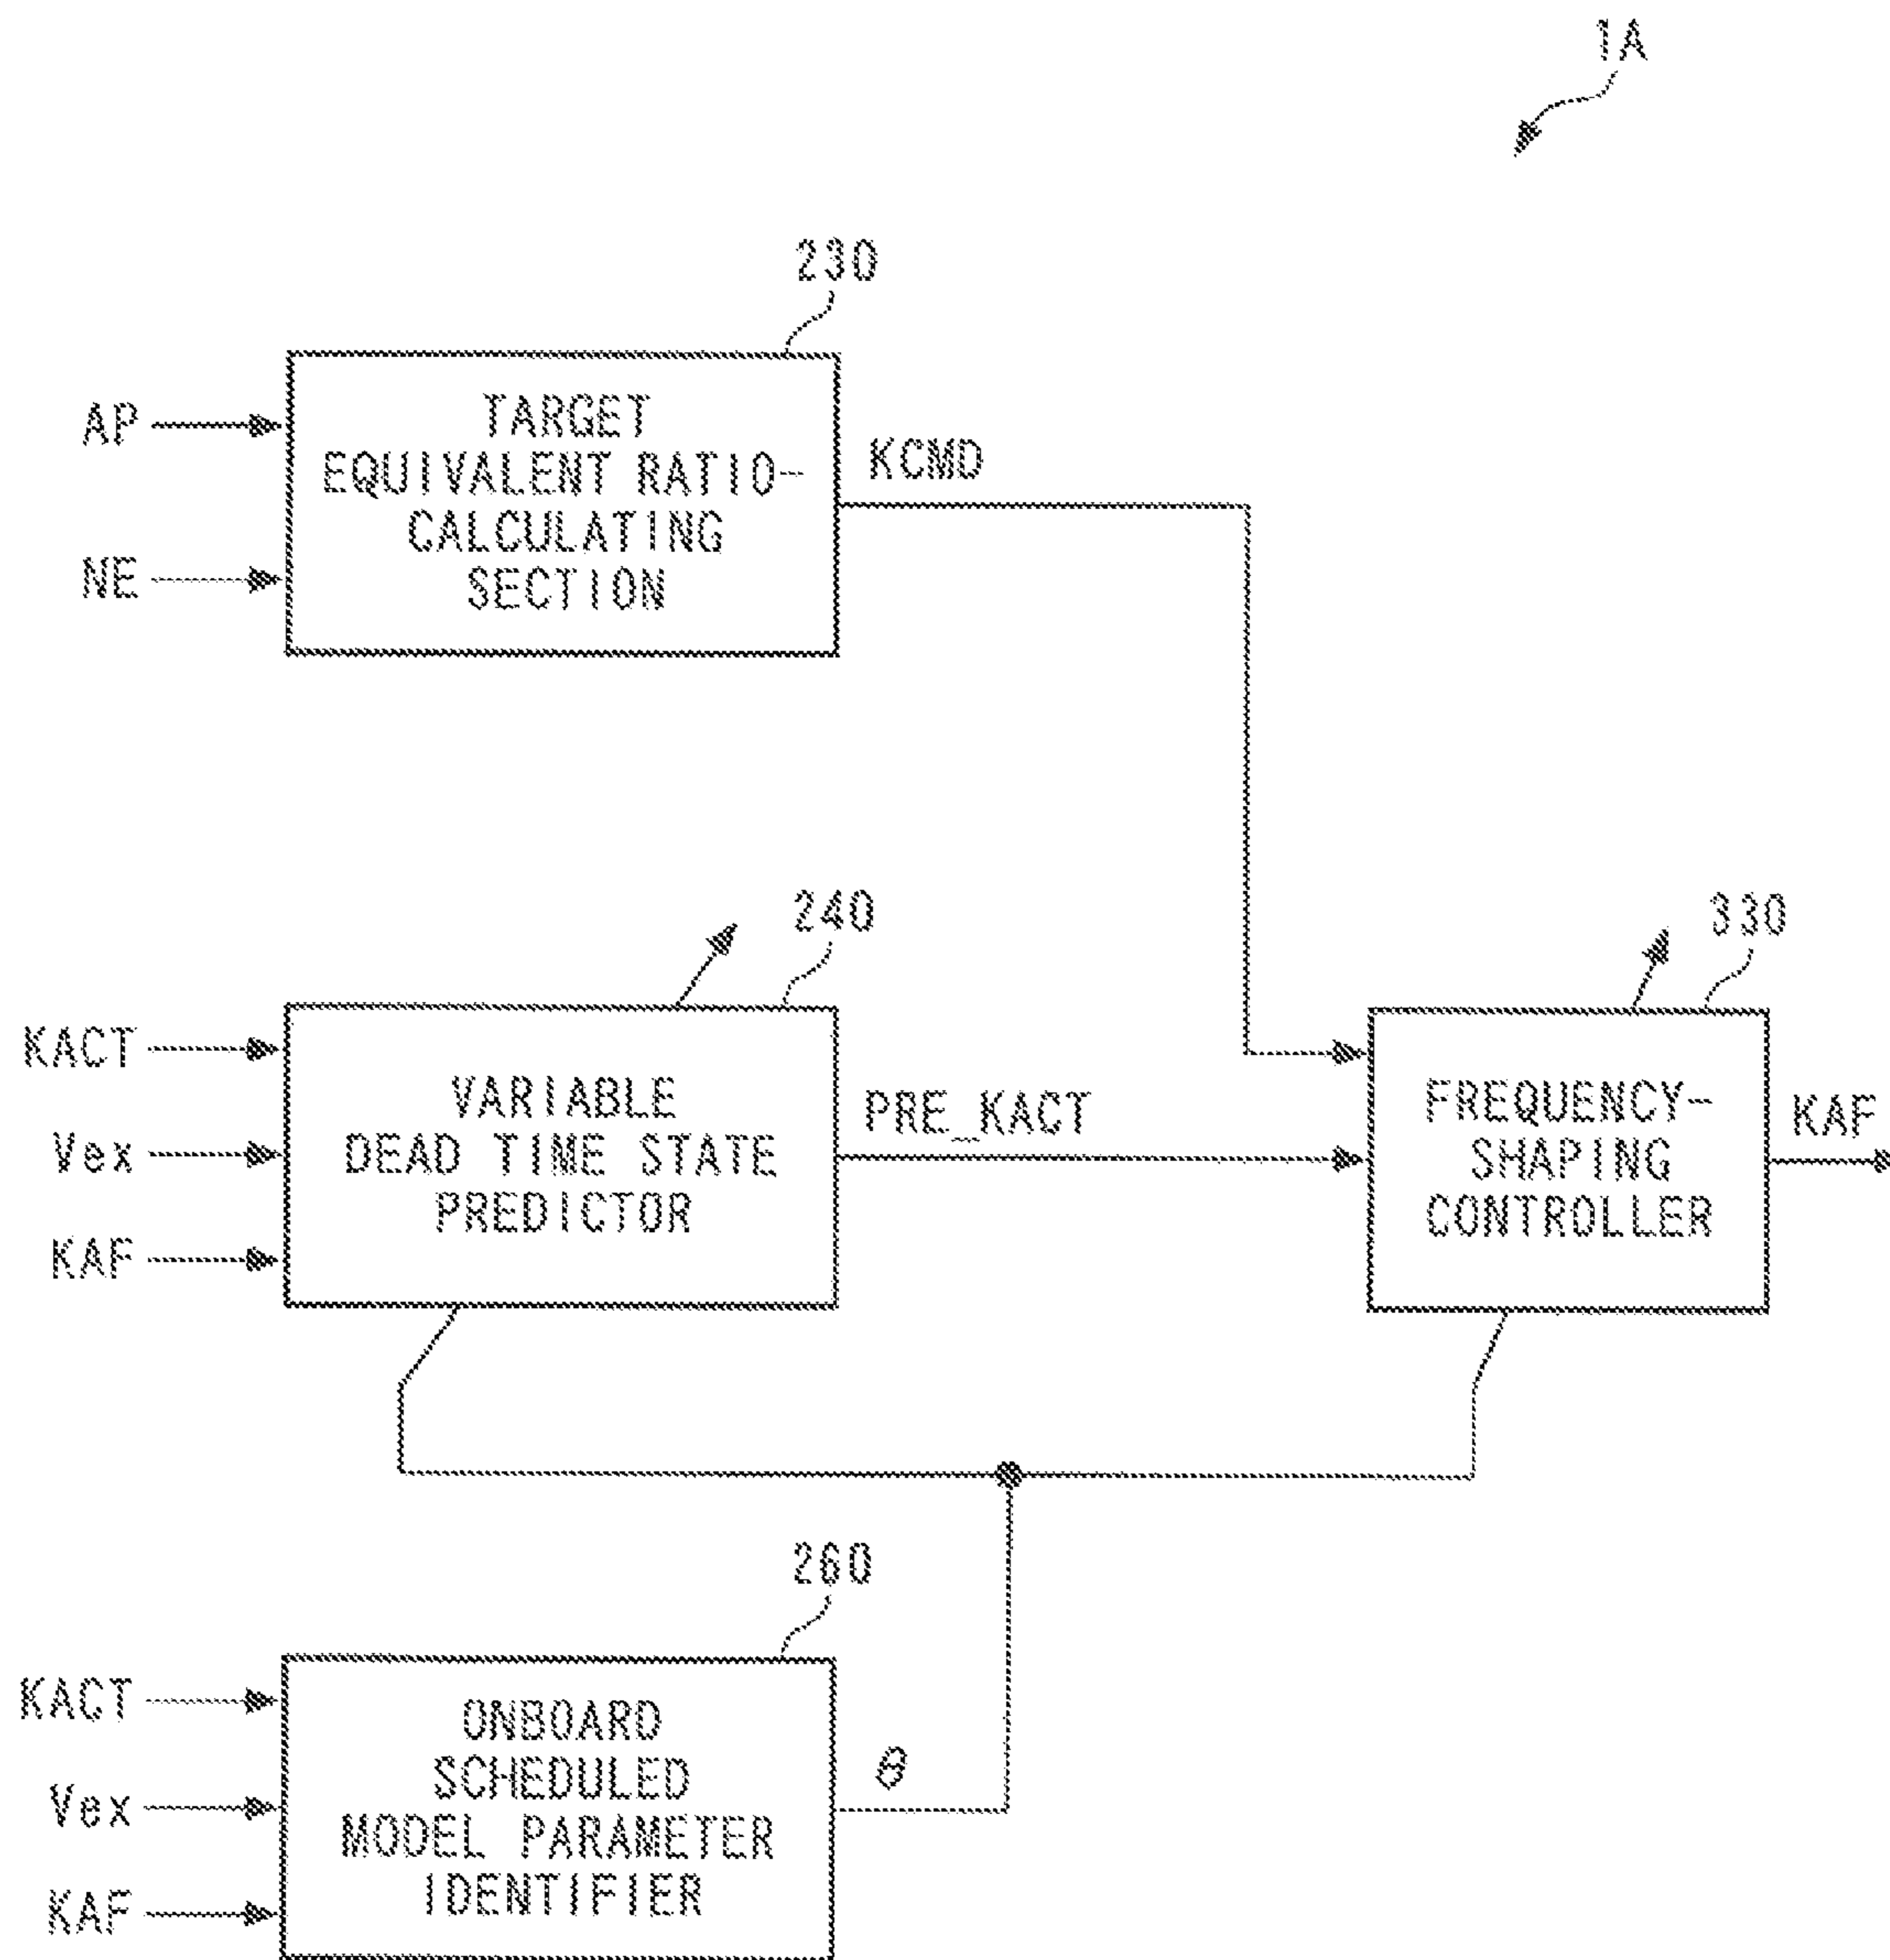 1A
230
AP
NE
TARGET
EQUIVALENT RATIO-
CALCULATING
SECTION
KCMD
240
KACT
Vex
KAF
VARIABLE
DEAD TIME STATE
PREDICTOR
PRE_KACT
330
FREQUENCY-
SHAPING
CONTROLLER
KAF
260
KACT
Vex
KAF
ONBOARD
SCHEDULED
MODEL PARAMETER
IDENTIFIER
θ